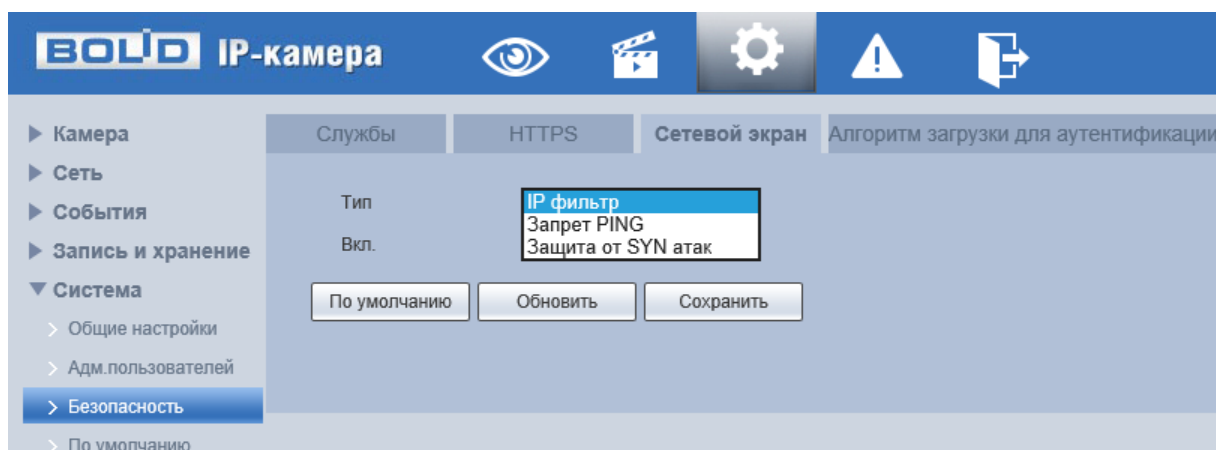 BOLID IP-камера
Камера
Сеть
События
Запись и хранение
Система
Общие настройки
Адм.пользователей
Безопасность
По умолчанию
Службы HTTPS Сетевой экран Алгоритм загрузки для аутентификации
Тип
IP фильтр
Запрет PING
Защита от SYN атак
Вкл.
По умолчанию Обновить Сохранить